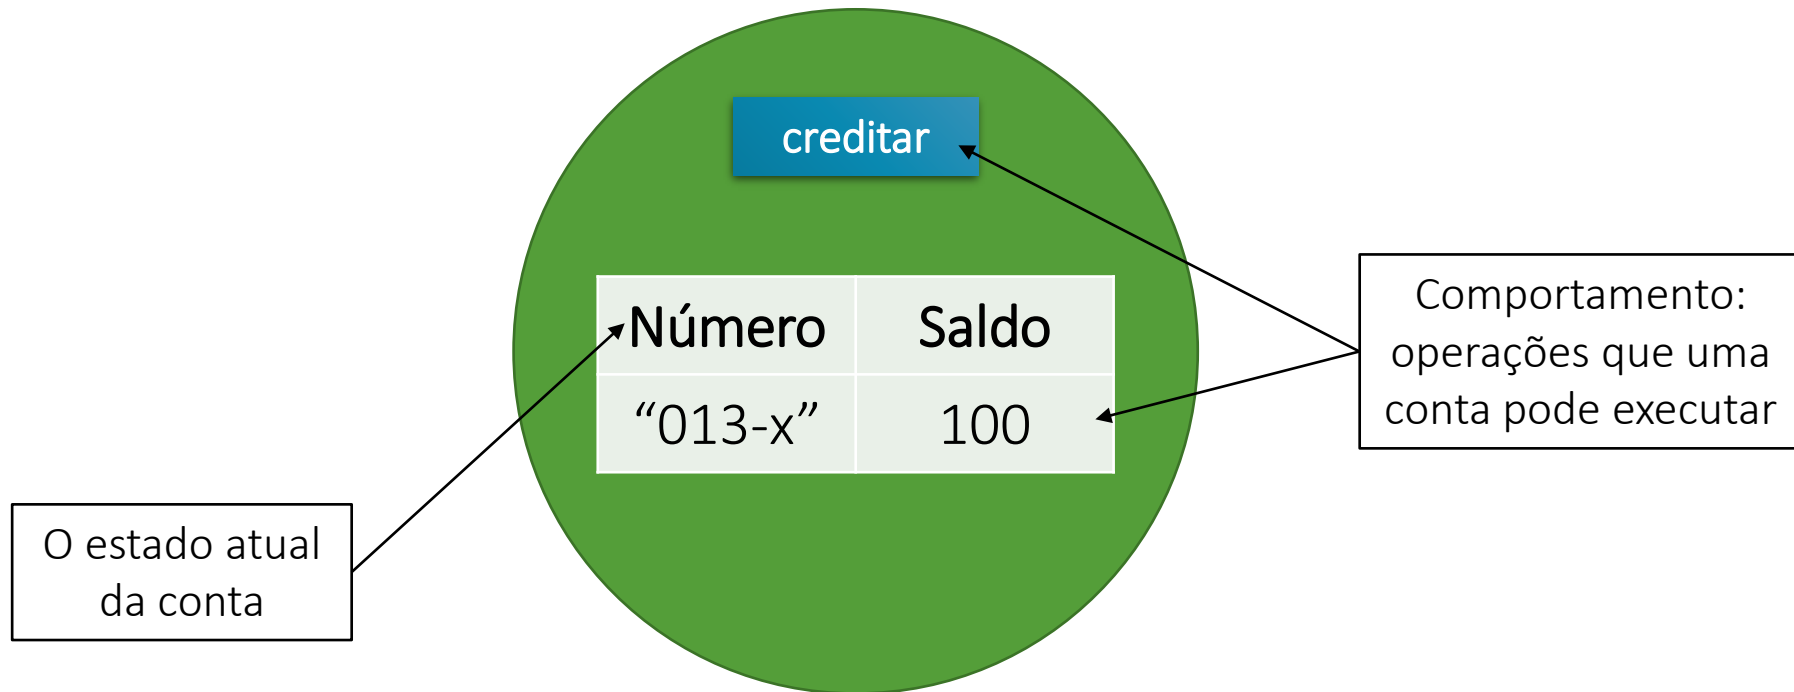 creditar
Número Saldo
“013-x” 100
Comportamento:
operações que uma
conta pode executar
O estado atual
da conta